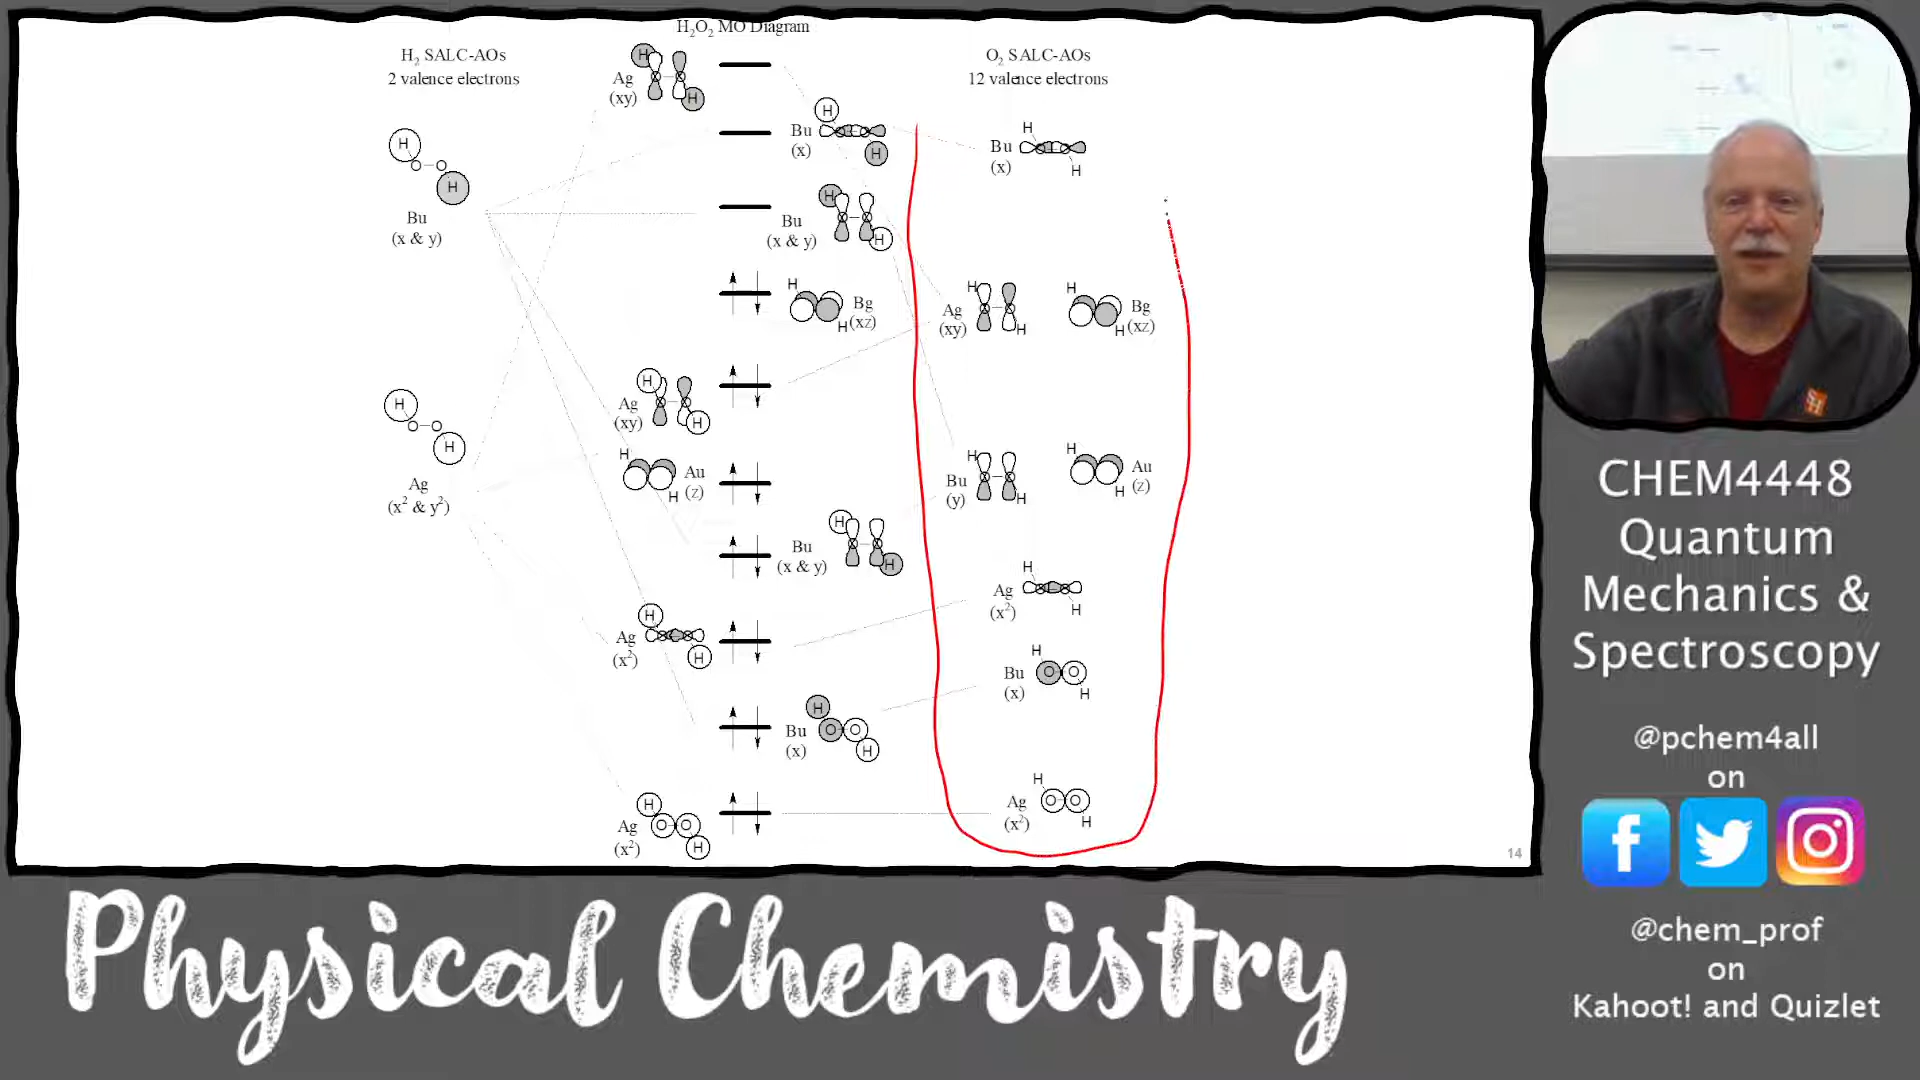 H₂O₂ MO Diagram
H₂ SALC-AOs
2 valence electrons
O₂ SALC-AOs
12 valence electrons
H
O O
H
Bu
(x & y)
H
O O
H
Ag
(x² & y²)
H
Ag
(xy)
H
H
Bu
(x)
H
H
Bu
(x & y)
H
H
Bg
(xz)
H
H
Ag
(xy)
H
H
Au
(z)
H
H
Bu
(x & y)
H
H
Ag
(x²)
H
H
Bu
(x)
O O
H
H
Ag
(x²)
O O
H
H
Bu
(x)
H
H
Ag
(xy)
H
H
Bg
(xz)
H
H
Bu
(y)
H
H
Au
(z)
H
H
Ag
(x²)
H
H
Bu
(x)
O O
H
H
Ag
(x²)
O O
H
14
CHEM4448
Quantum
Mechanics &
Spectroscopy
@pchem4all
on
@chem_prof
on
Kahoot! and Quizlet
Physical Chemistry